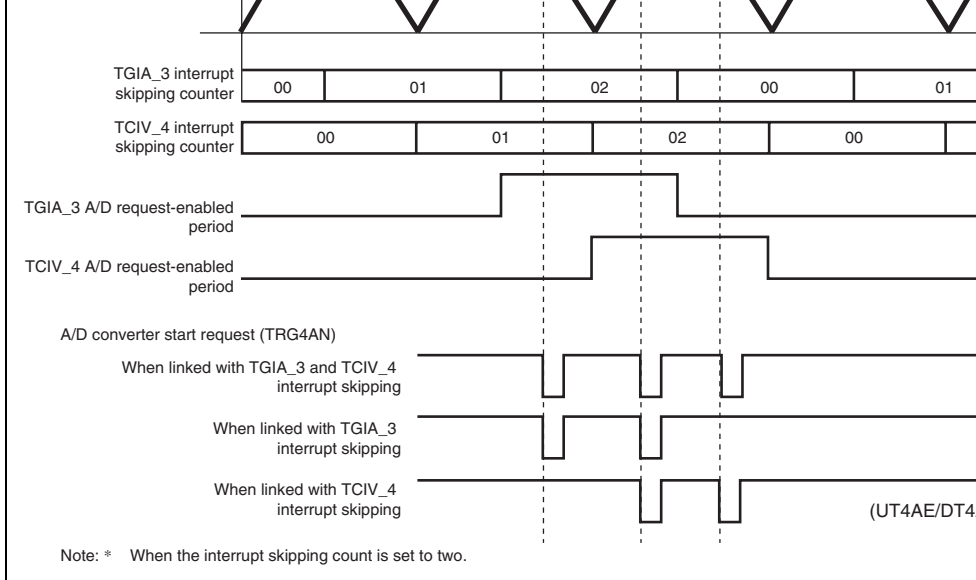 TGIA_3 interrupt
skipping counter
00 01 02 00 01
TCIV_4 interrupt
skipping counter
00 01 02 00
TGIA_3 A/D request-enabled
period
TCIV_4 A/D request-enabled
period
A/D converter start request (TRG4AN)
When linked with TGIA_3 and TCIV_4
interrupt skipping
When linked with TGIA_3
interrupt skipping
When linked with TCIV_4
interrupt skipping
(UT4AE/DT4
Note: * When the interrupt skipping count is set to two.